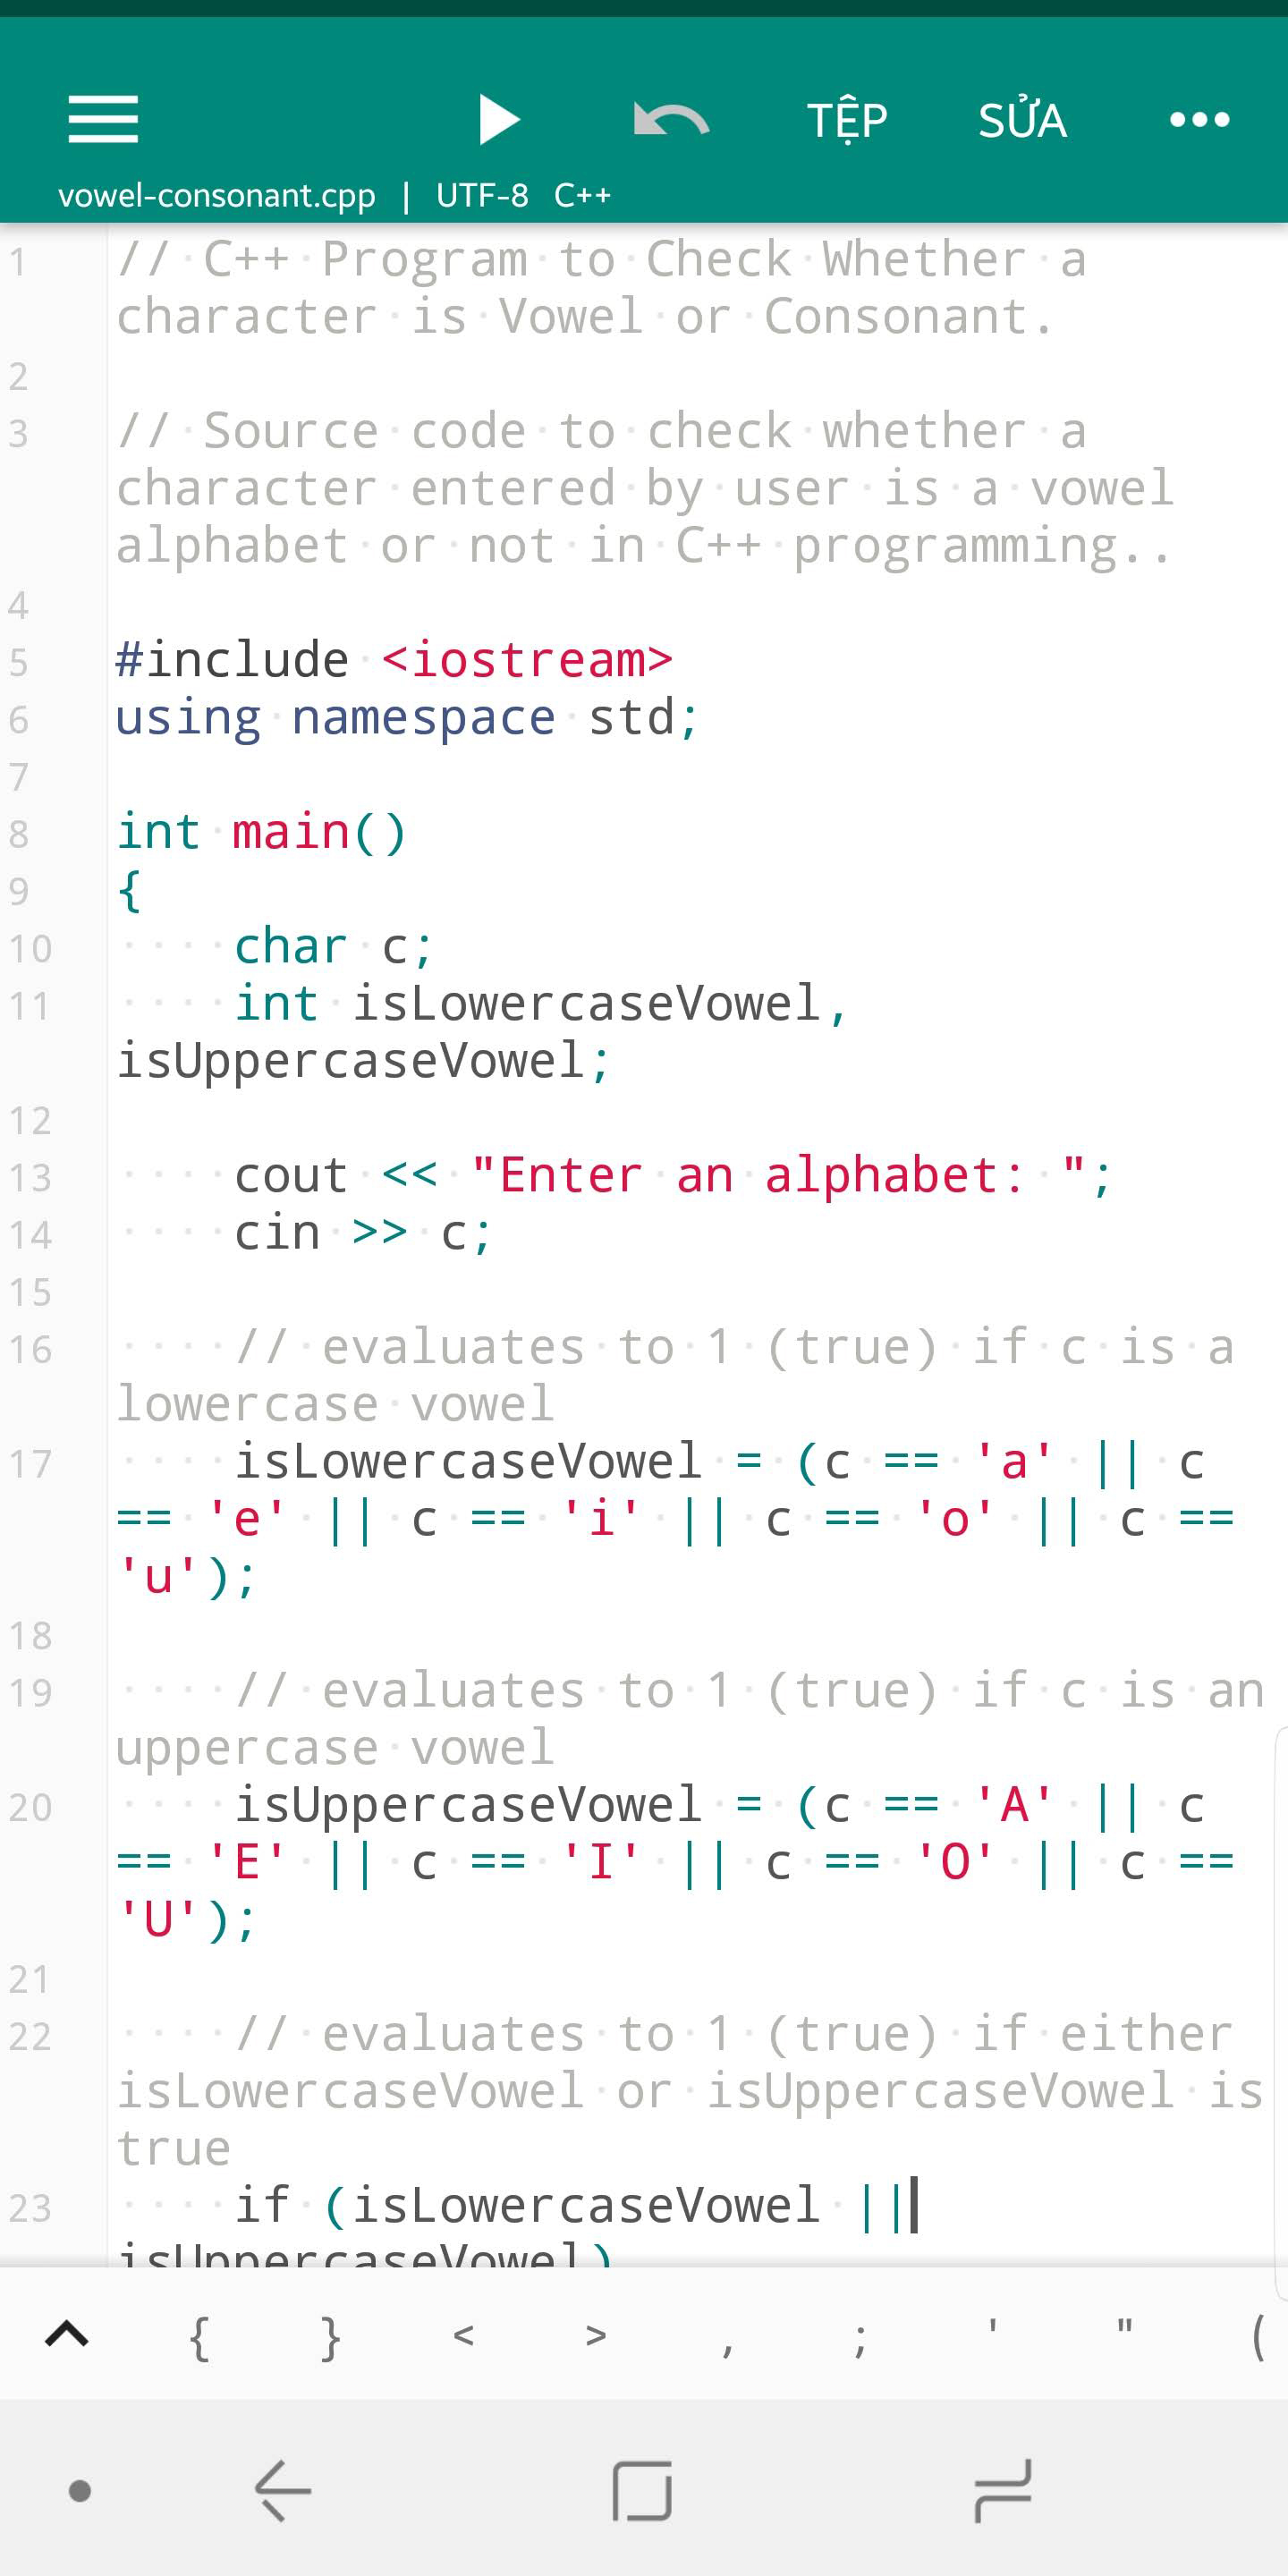 TỆP SỬA
vowel-consonant.cpp | UTF-8 C++
1 // C++ Program to Check Whether a
character is Vowel or Consonant.
2
3 // Source code to check whether a
character entered by user is a vowel
alphabet or not in C++ programming..
4
5 #include <iostream>
6 using namespace std;
7
8 int main()
9 {
10 char c;
11 int isLowercaseVowel,
isUppercaseVowel;
12
13 cout << "Enter an alphabet: ";
14 cin >> c;
15
16 // evaluates to 1 (true) if c is a
lowercase vowel
17 isLowercaseVowel = (c == 'a' || c
== 'e' || c == 'i' || c == 'o' || c ==
'u');
18
19 // evaluates to 1 (true) if c is an
uppercase vowel
20 isUppercaseVowel = (c == 'A' || c
== 'E' || c == 'I' || c == 'O' || c ==
'U');
21
22 // evaluates to 1 (true) if either
isLowercaseVowel or isUppercaseVowel is
true
23 if (isLowercaseVowel ||
isUppercaseVowel)
{ } < > , ; ' " (